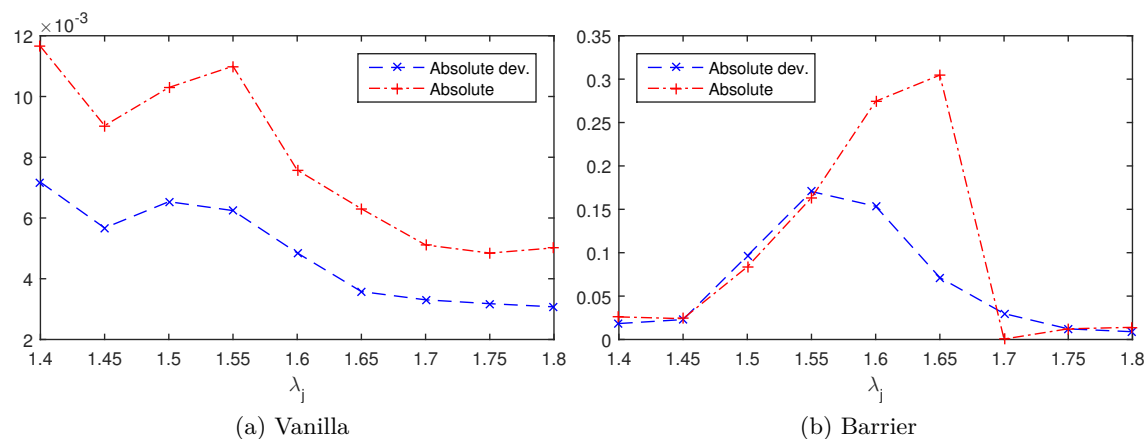 ×10⁻³
12
10
8
6
4
2
1.4 1.45 1.5 1.55 1.6 1.65 1.7 1.75 1.8
λj
Absolute dev.
Absolute
(a) Vanilla
0.35
0.3
0.25
0.2
0.15
0.1
0.05
0
1.4 1.45 1.5 1.55 1.6 1.65 1.7 1.75 1.8
λj
Absolute dev.
Absolute
(b) Barrier